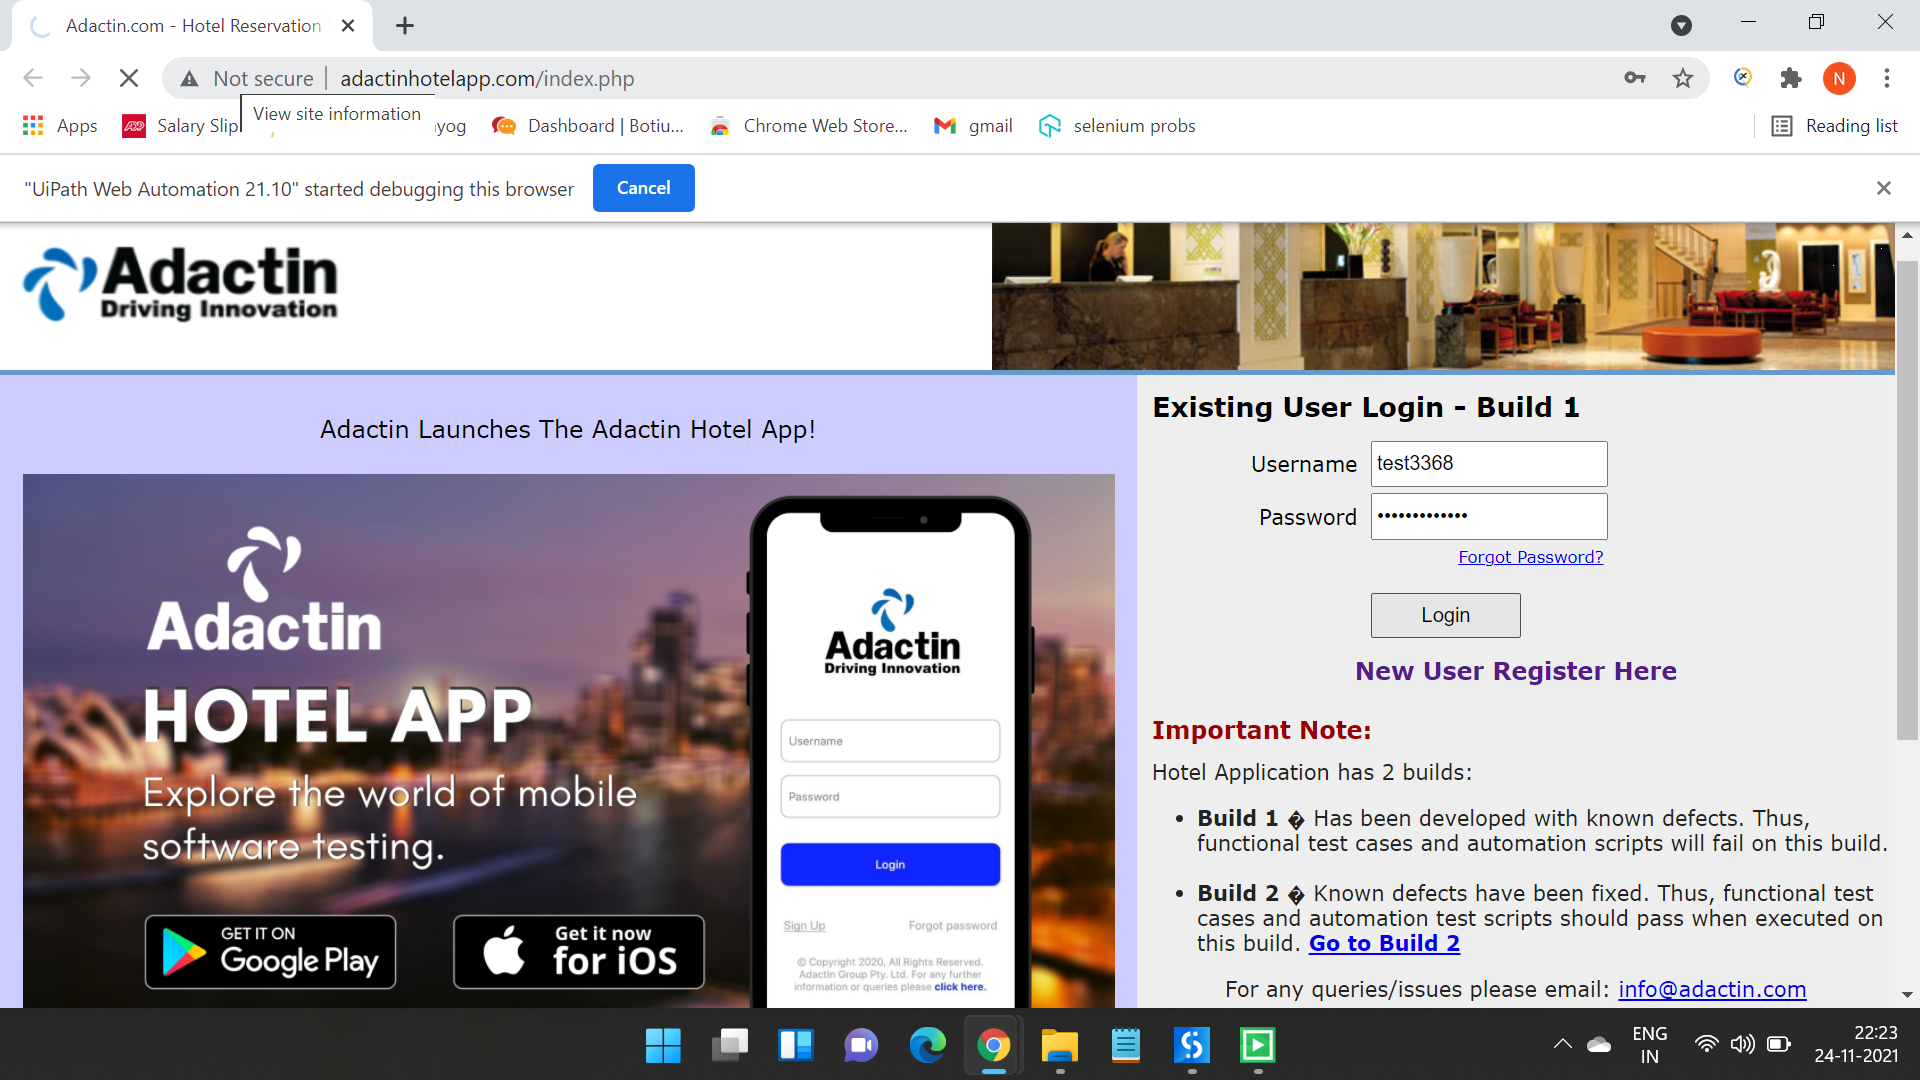 Adactin.com - Hotel Reservation
Not secure | adactinhotelapp.com/index.php
N
View site information
Apps
Salary Slip
yog
Dashboard | Botiu...
Chrome Web Store...
gmail
selenium probs
Reading list
"UiPath Web Automation 21.10" started debugging this browser
Cancel
Adactin
Driving Innovation
Adactin Launches The Adactin Hotel App!
Adactin
HOTEL APP
Explore the world of mobile
software testing.
GET IT ON
Google Play
Get it now
for iOS
Adactin
Driving Innovation
Username
Password
Login
Sign Up
Forgot password
© Copyright 2020, All Rights Reserved.
AdactIn Group Pty. Ltd. For any further
information or queries please click here.
Existing User Login - Build 1
Username
test3368
Password
•••••••••••••
Forgot Password?
Login
New User Register Here
Important Note:
Hotel Application has 2 builds:
• Build 1 � Has been developed with known defects. Thus,
functional test cases and automation scripts will fail on this build.
• Build 2 � Known defects have been fixed. Thus, functional test
cases and automation test scripts should pass when executed on
this build. Go to Build 2
For any queries/issues please email: info@adactin.com
ENG
IN
22:23
24-11-2021